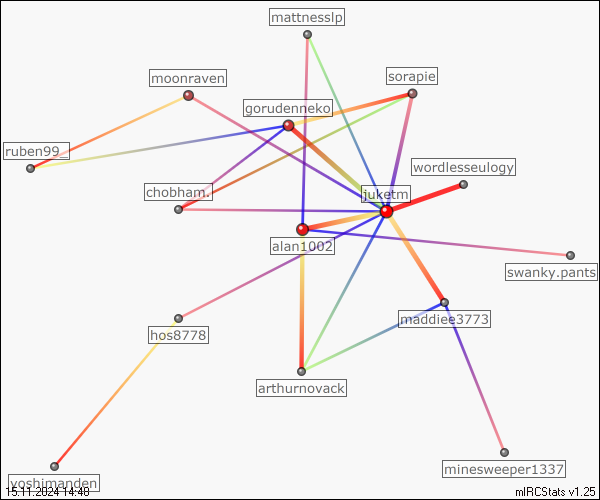 mattnesslp
moonraven
sorapie
gorudenneko
ruben99_
wordlesseulogy
chobham.
juketm
alan1002
swanky.pants
maddiee3773
hos8778
arthurnovack
minesweeper1337
yoshimanden
15.11.2024 14:48
mIRCStats v1.25